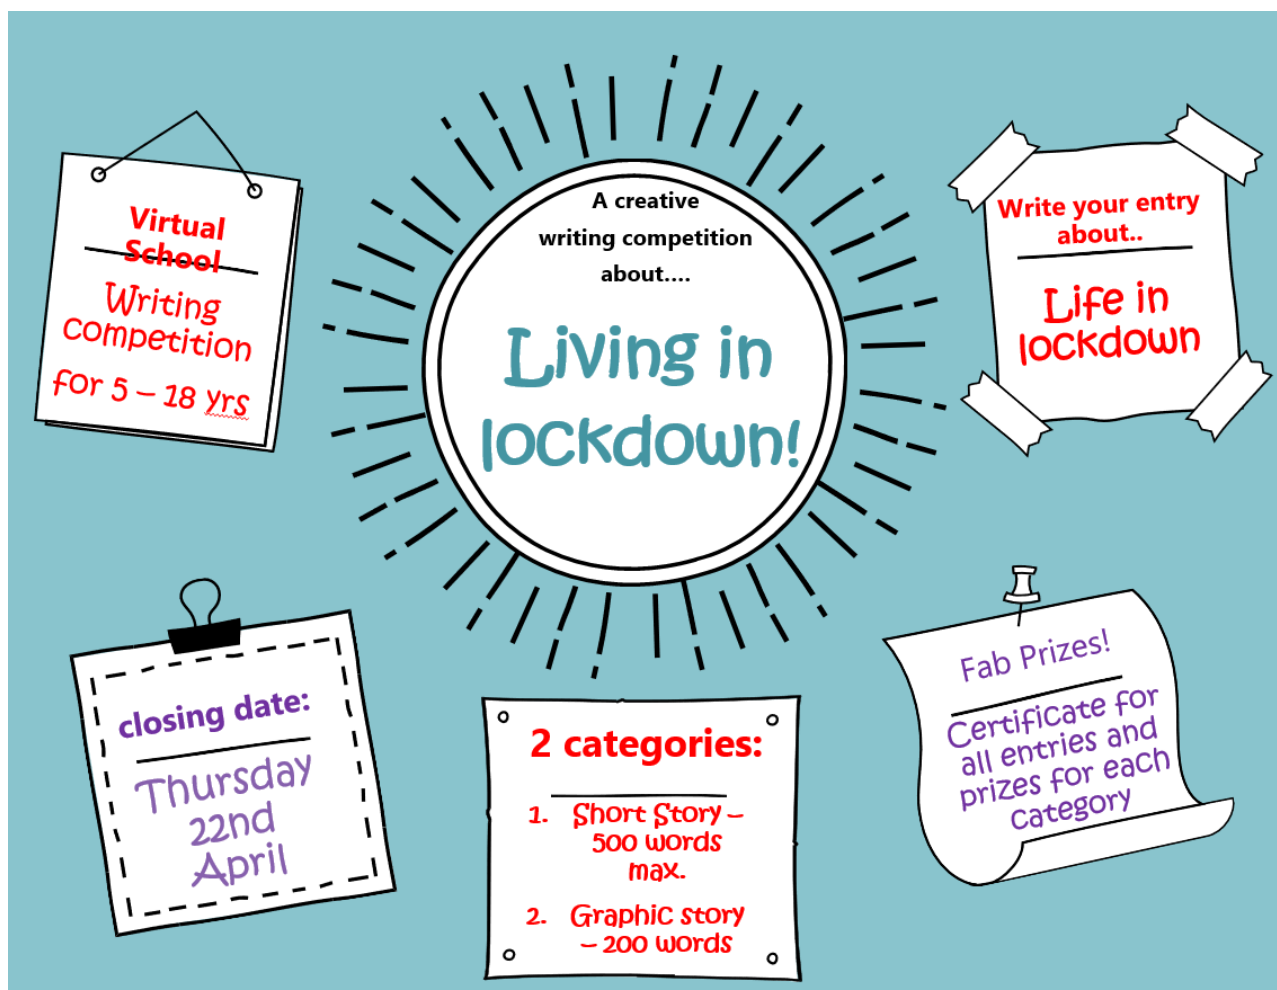 Virtual
School
Writing
competition
for 5 – 18 yrs
A creative
writing competition
about....
Living in
lockdown!
Write your entry
about..
Life in
lockdown
closing date:
Thursday
22nd
April
2 categories:
1. Short Story –
500 words
max.
2. Graphic story
– 200 words
Fab Prizes!
Certificate for
all entries and
prizes for each
category